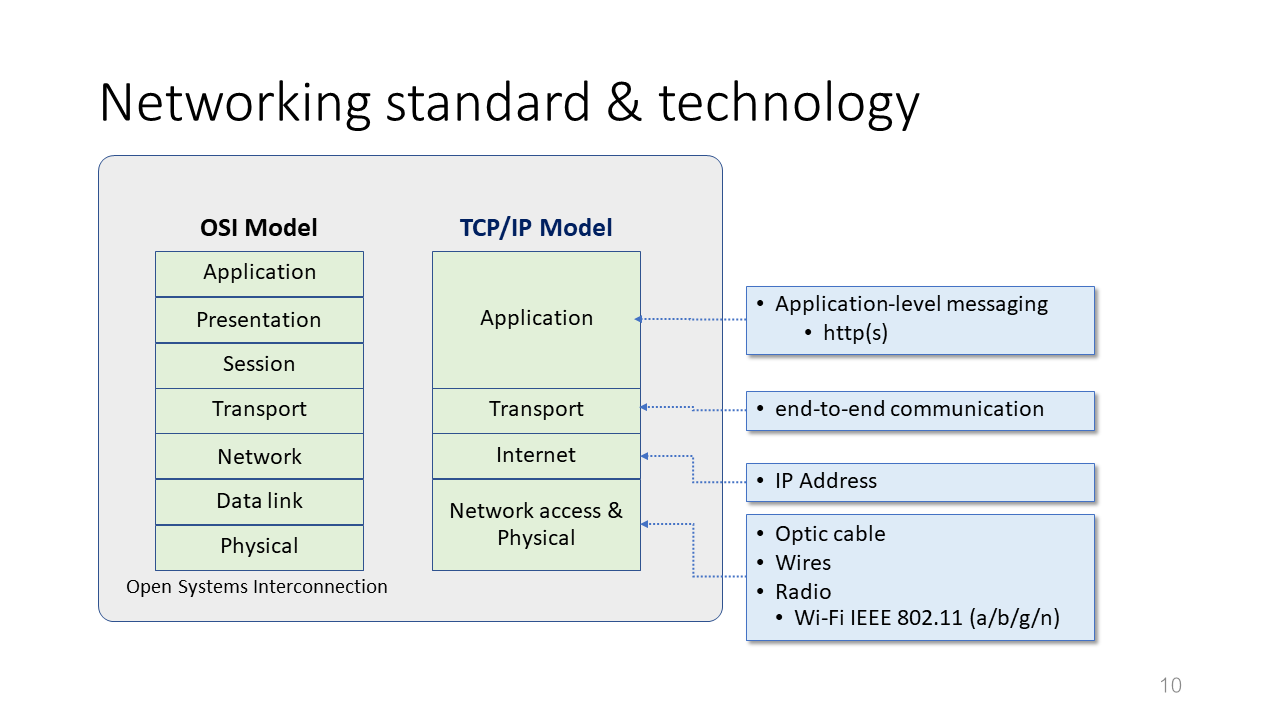 Networking standard & technology
OSI Model
Application
Presentation
Session
Transport
Network
Data link
Physical
Open Systems Interconnection
TCP/IP Model
Application
Transport
Internet
Network access &
Physical
• Application-level messaging
• http(s)
• end-to-end communication
• IP Address
• Optic cable
• Wires
• Radio
• Wi-Fi IEEE 802.11 (a/b/g/n)
10